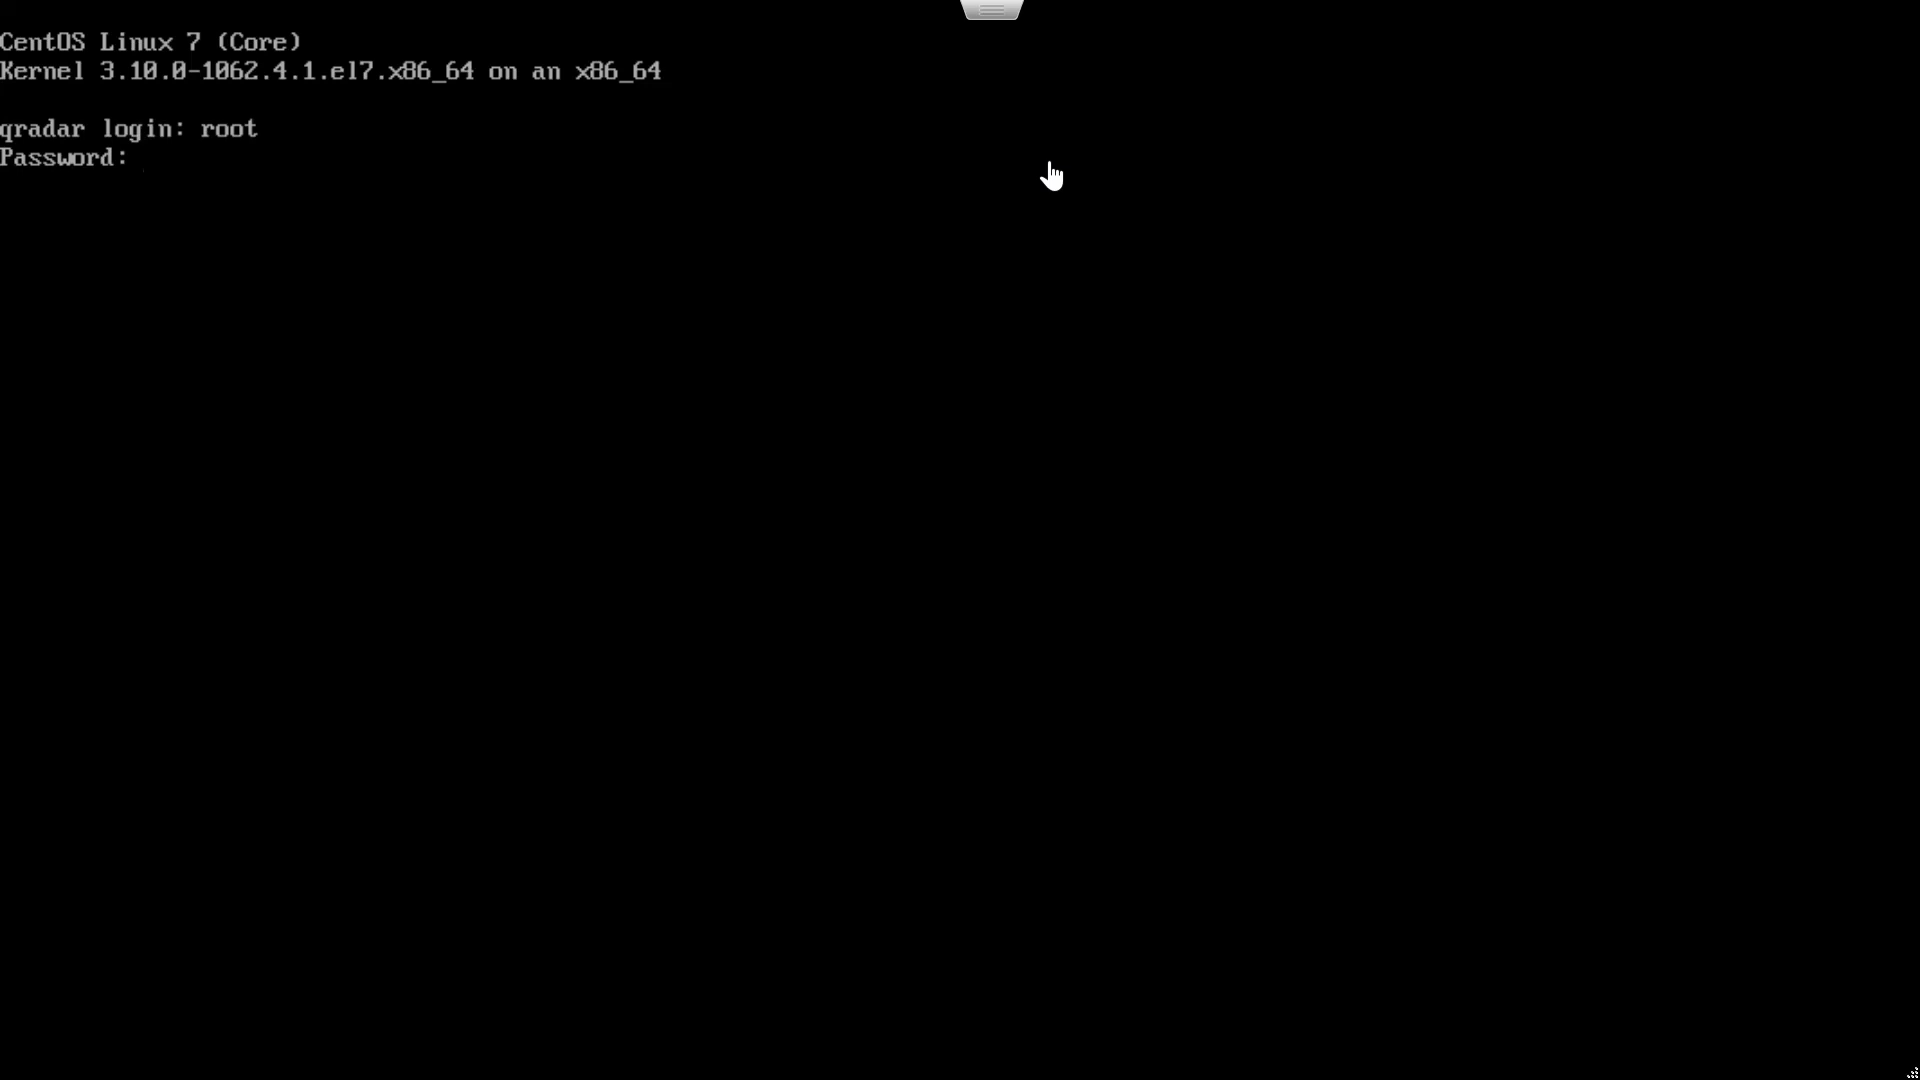 CentOS Linux 7 (Core)
Kernel 3.10.0-1062.4.1.el7.x86_64 on an x86_64
qradar login: root
Password: